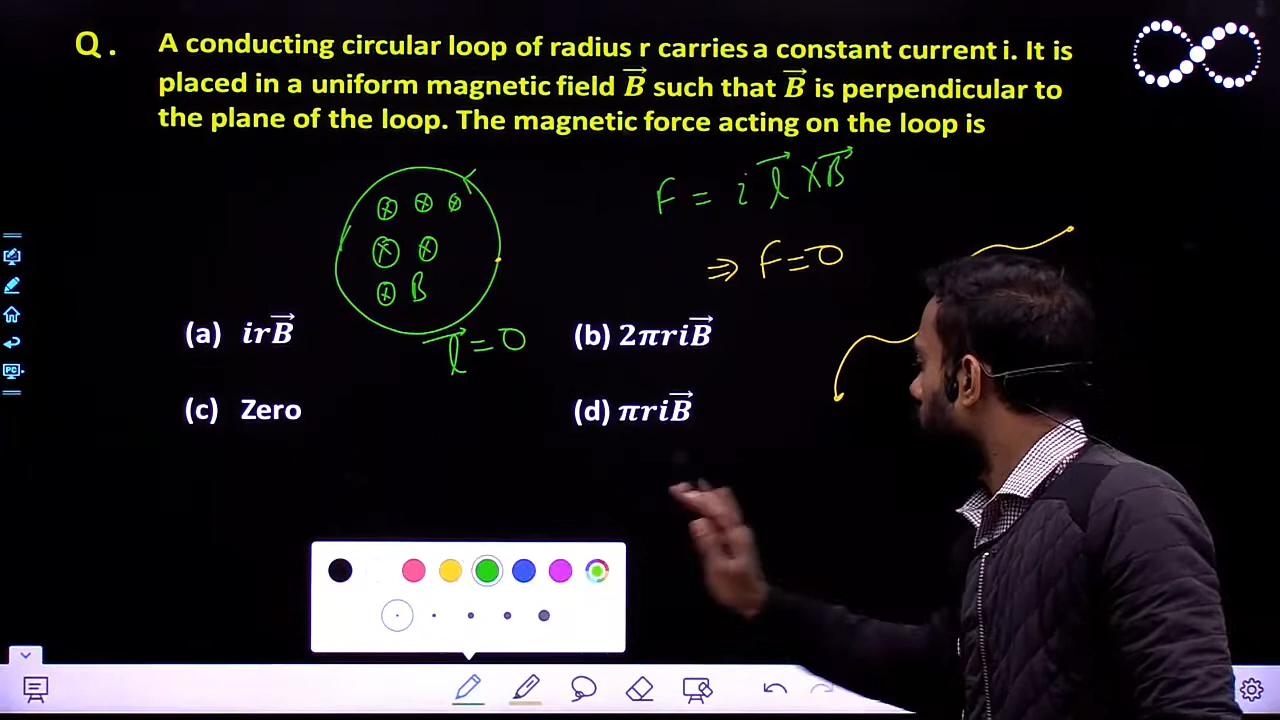 Q. A conducting circular loop of radius r carries a constant current i. It is
placed in a uniform magnetic field B⃗ such that B⃗ is perpendicular to
the plane of the loop. The magnetic force acting on the loop is
F = i l⃗ × B⃗
⇒ F = 0
B
l⃗ = 0
(a) irB⃗
(b) 2πriB⃗
(c) Zero
(d) πriB⃗
PC